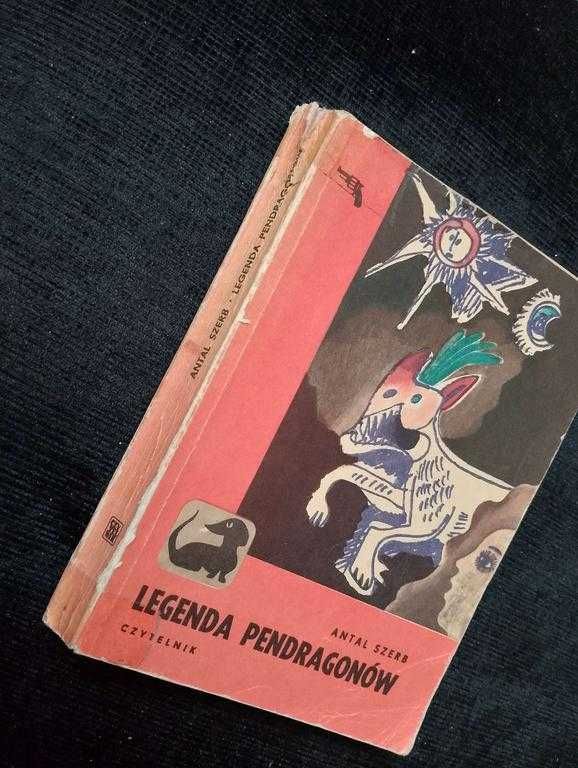 ANTAL SZERB · LEGENDA PENDRAGONÓW
ANTAL SZERB
LEGENDA PENDRAGONÓW
CZYTELNIK